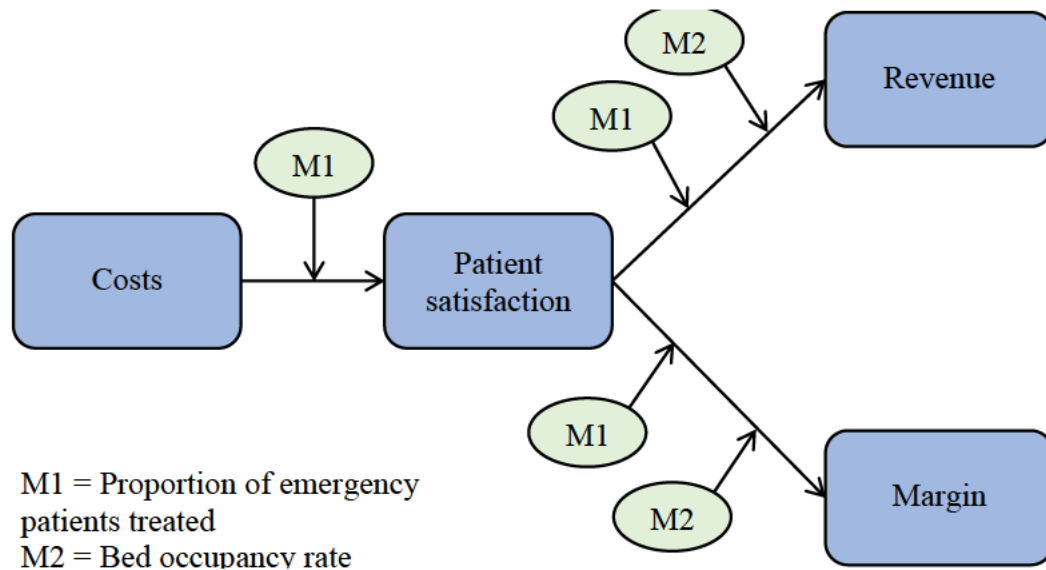 M2
Revenue
M1
M1
Costs
Patient
satisfaction
M1
M2
Margin
M1 = Proportion of emergency
patients treated
M2 = Bed occupancy rate